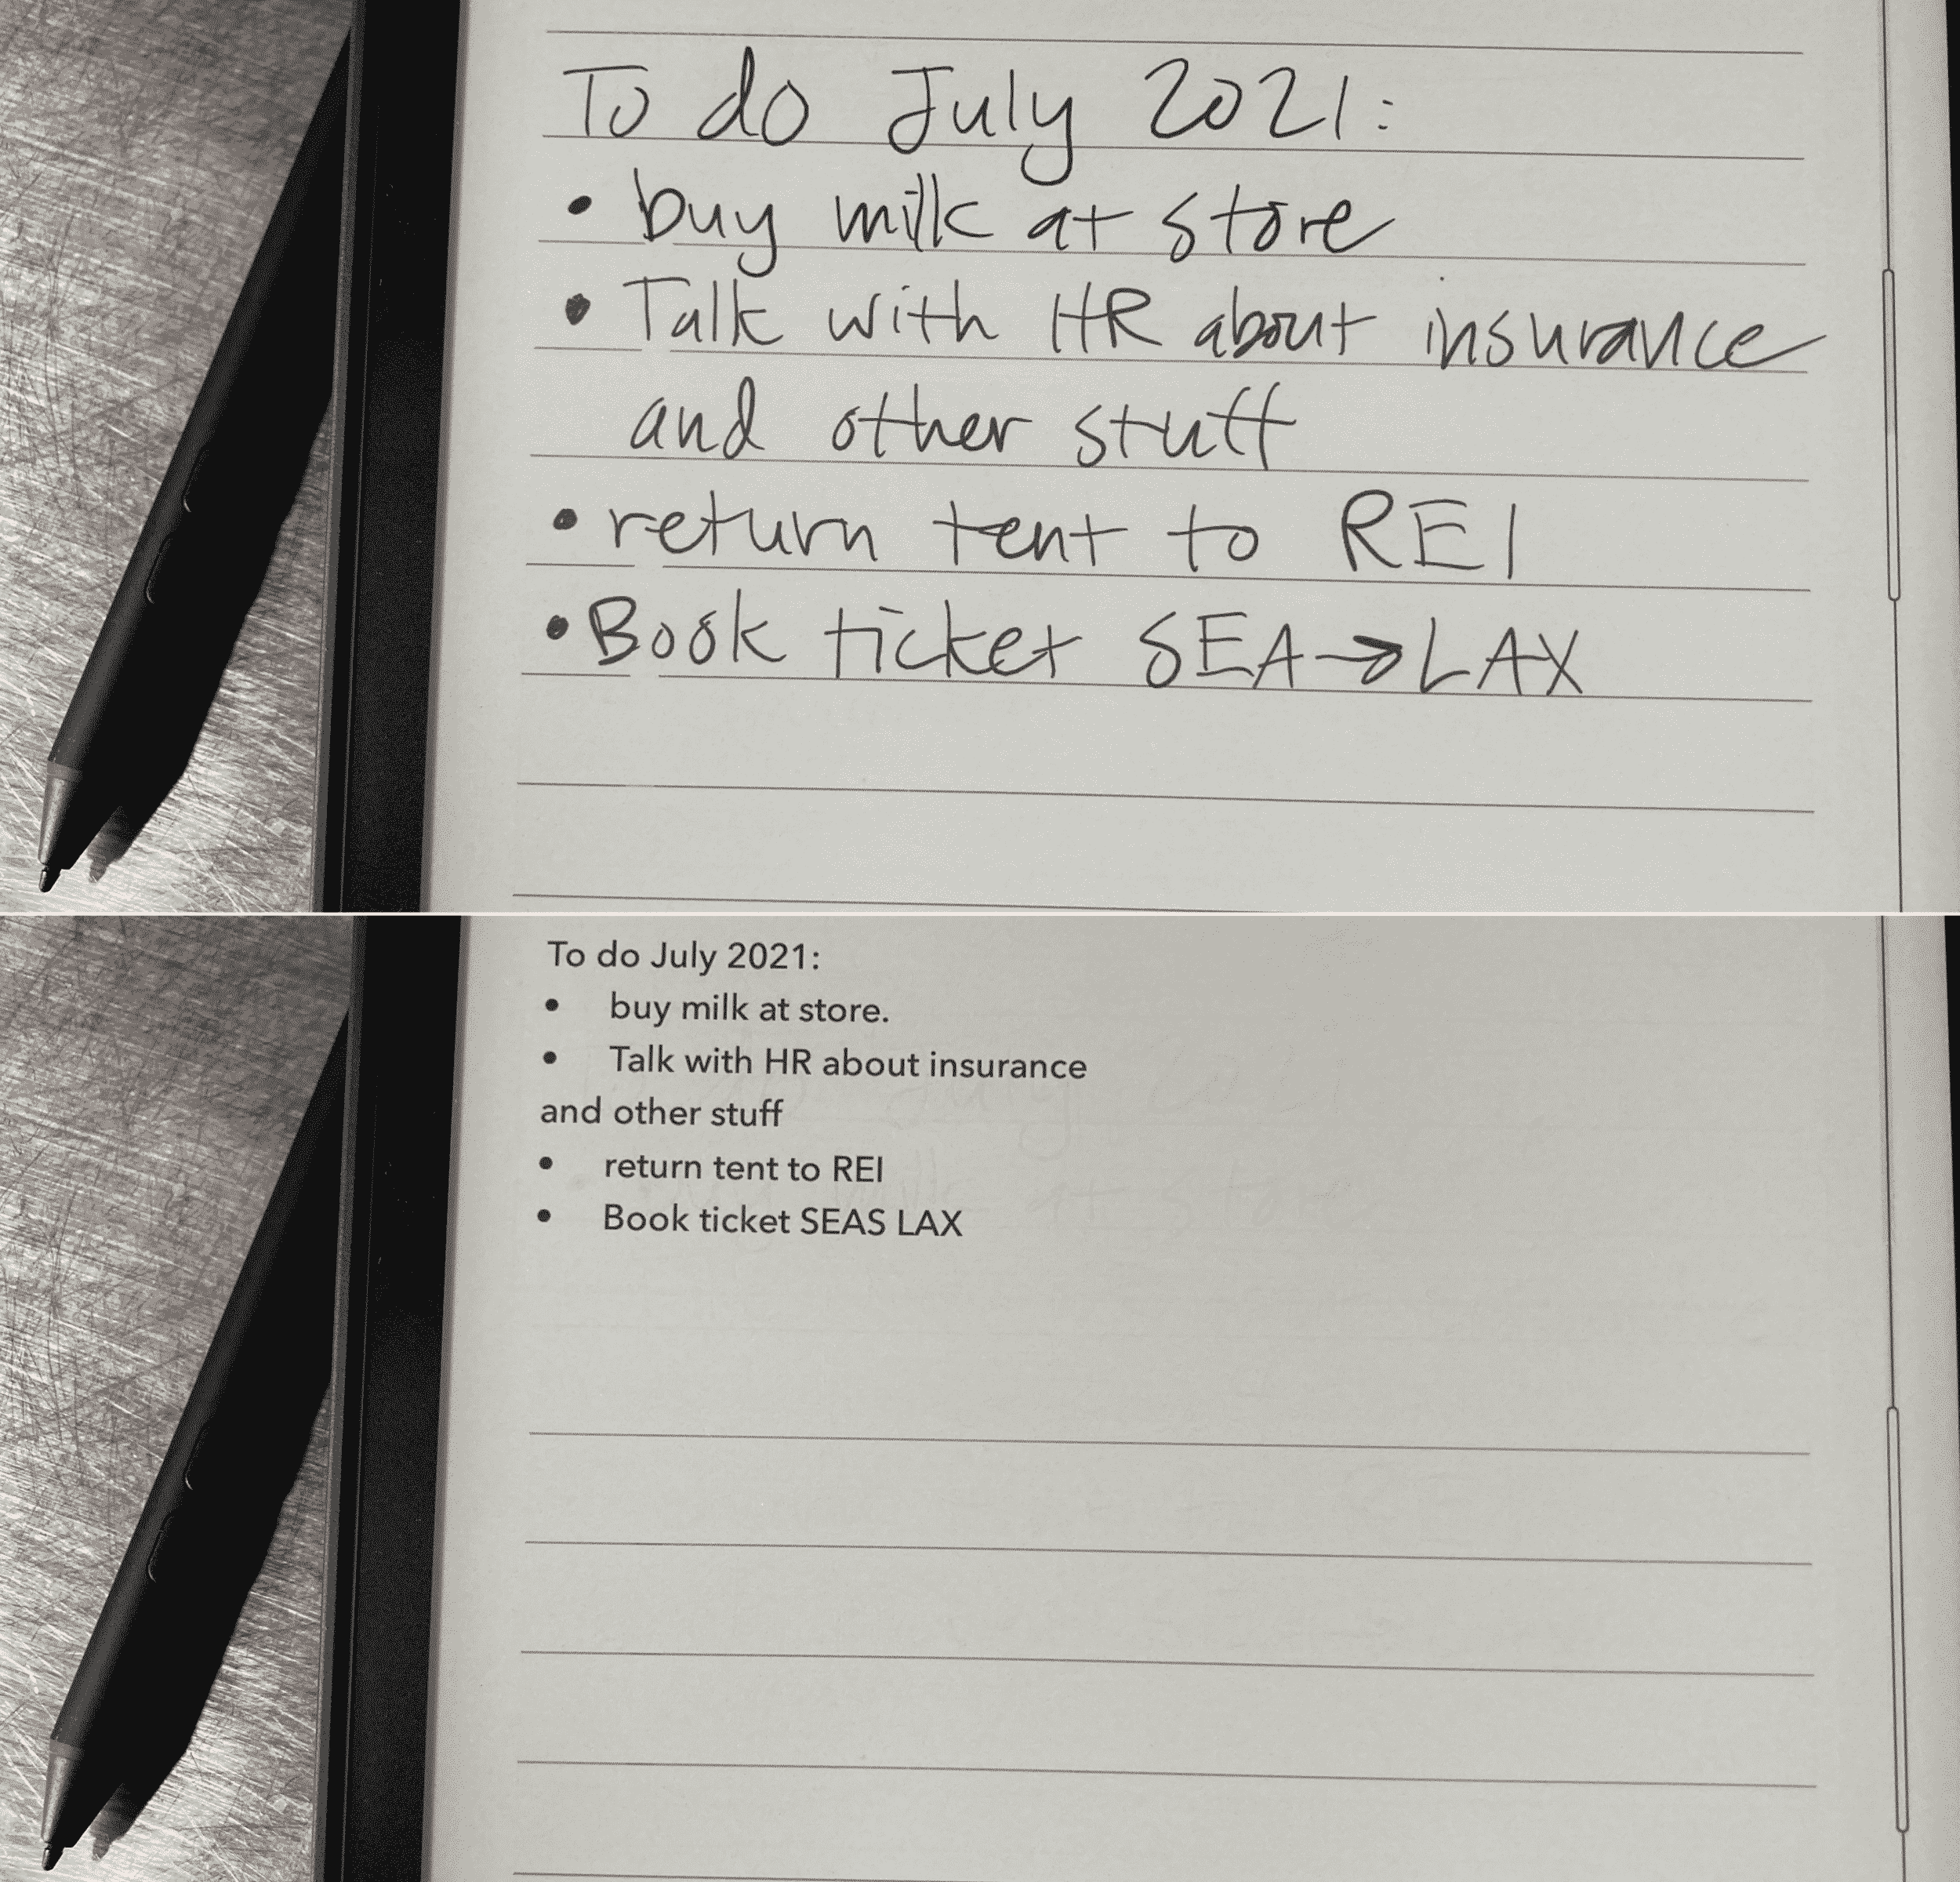 To do July 2021:
• buy milk at store
• Talk with HR about insurance
and other stuff
• return tent to REI
• Book ticket SEA→LAX
To do July 2021:
• buy milk at store.
• Talk with HR about insurance
and other stuff
• return tent to REI
• Book ticket SEAS LAX